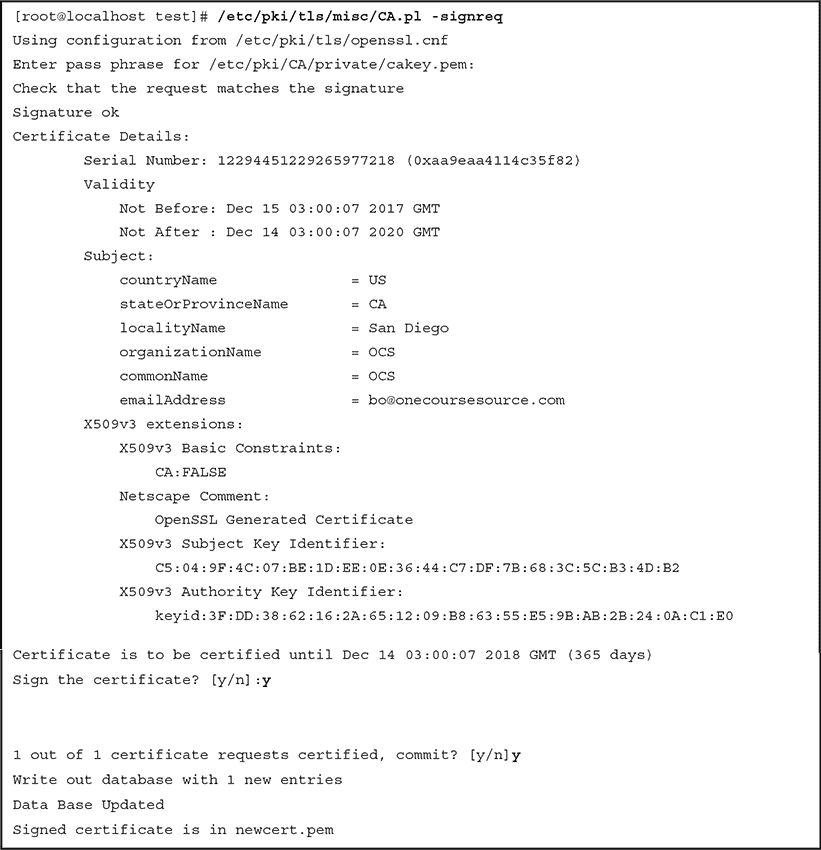 [root@localhost test]# /etc/pki/tls/misc/CA.pl -signreq
Using configuration from /etc/pki/tls/openssl.cnf
Enter pass phrase for /etc/pki/CA/private/cakey.pem:
Check that the request matches the signature
Signature ok
Certificate Details:
Serial Number: 12294451229265977218 (0xaa9eaa4114c35f82)
Validity
Not Before: Dec 15 03:00:07 2017 GMT
Not After : Dec 14 03:00:07 2020 GMT
Subject:
countryName = US
stateOrProvinceName = CA
localityName = San Diego
organizationName = OCS
commonName = OCS
emailAddress = bo@onecoursesource.com
X509v3 extensions:
X509v3 Basic Constraints:
CA:FALSE
Netscape Comment:
OpenSSL Generated Certificate
X509v3 Subject Key Identifier:
C5:04:9F:4C:07:BE:1D:EE:0E:36:44:C7:DF:7B:68:3C:5C:B3:4D:B2
X509v3 Authority Key Identifier:
keyid:3F:DD:38:62:16:2A:65:12:09:B8:63:55:E5:9B:AB:2B:24:0A:C1:E0
Certificate is to be certified until Dec 14 03:00:07 2018 GMT (365 days)
Sign the certificate? [y/n]:y
1 out of 1 certificate requests certified, commit? [y/n]y
Write out database with 1 new entries
Data Base Updated
Signed certificate is in newcert.pem